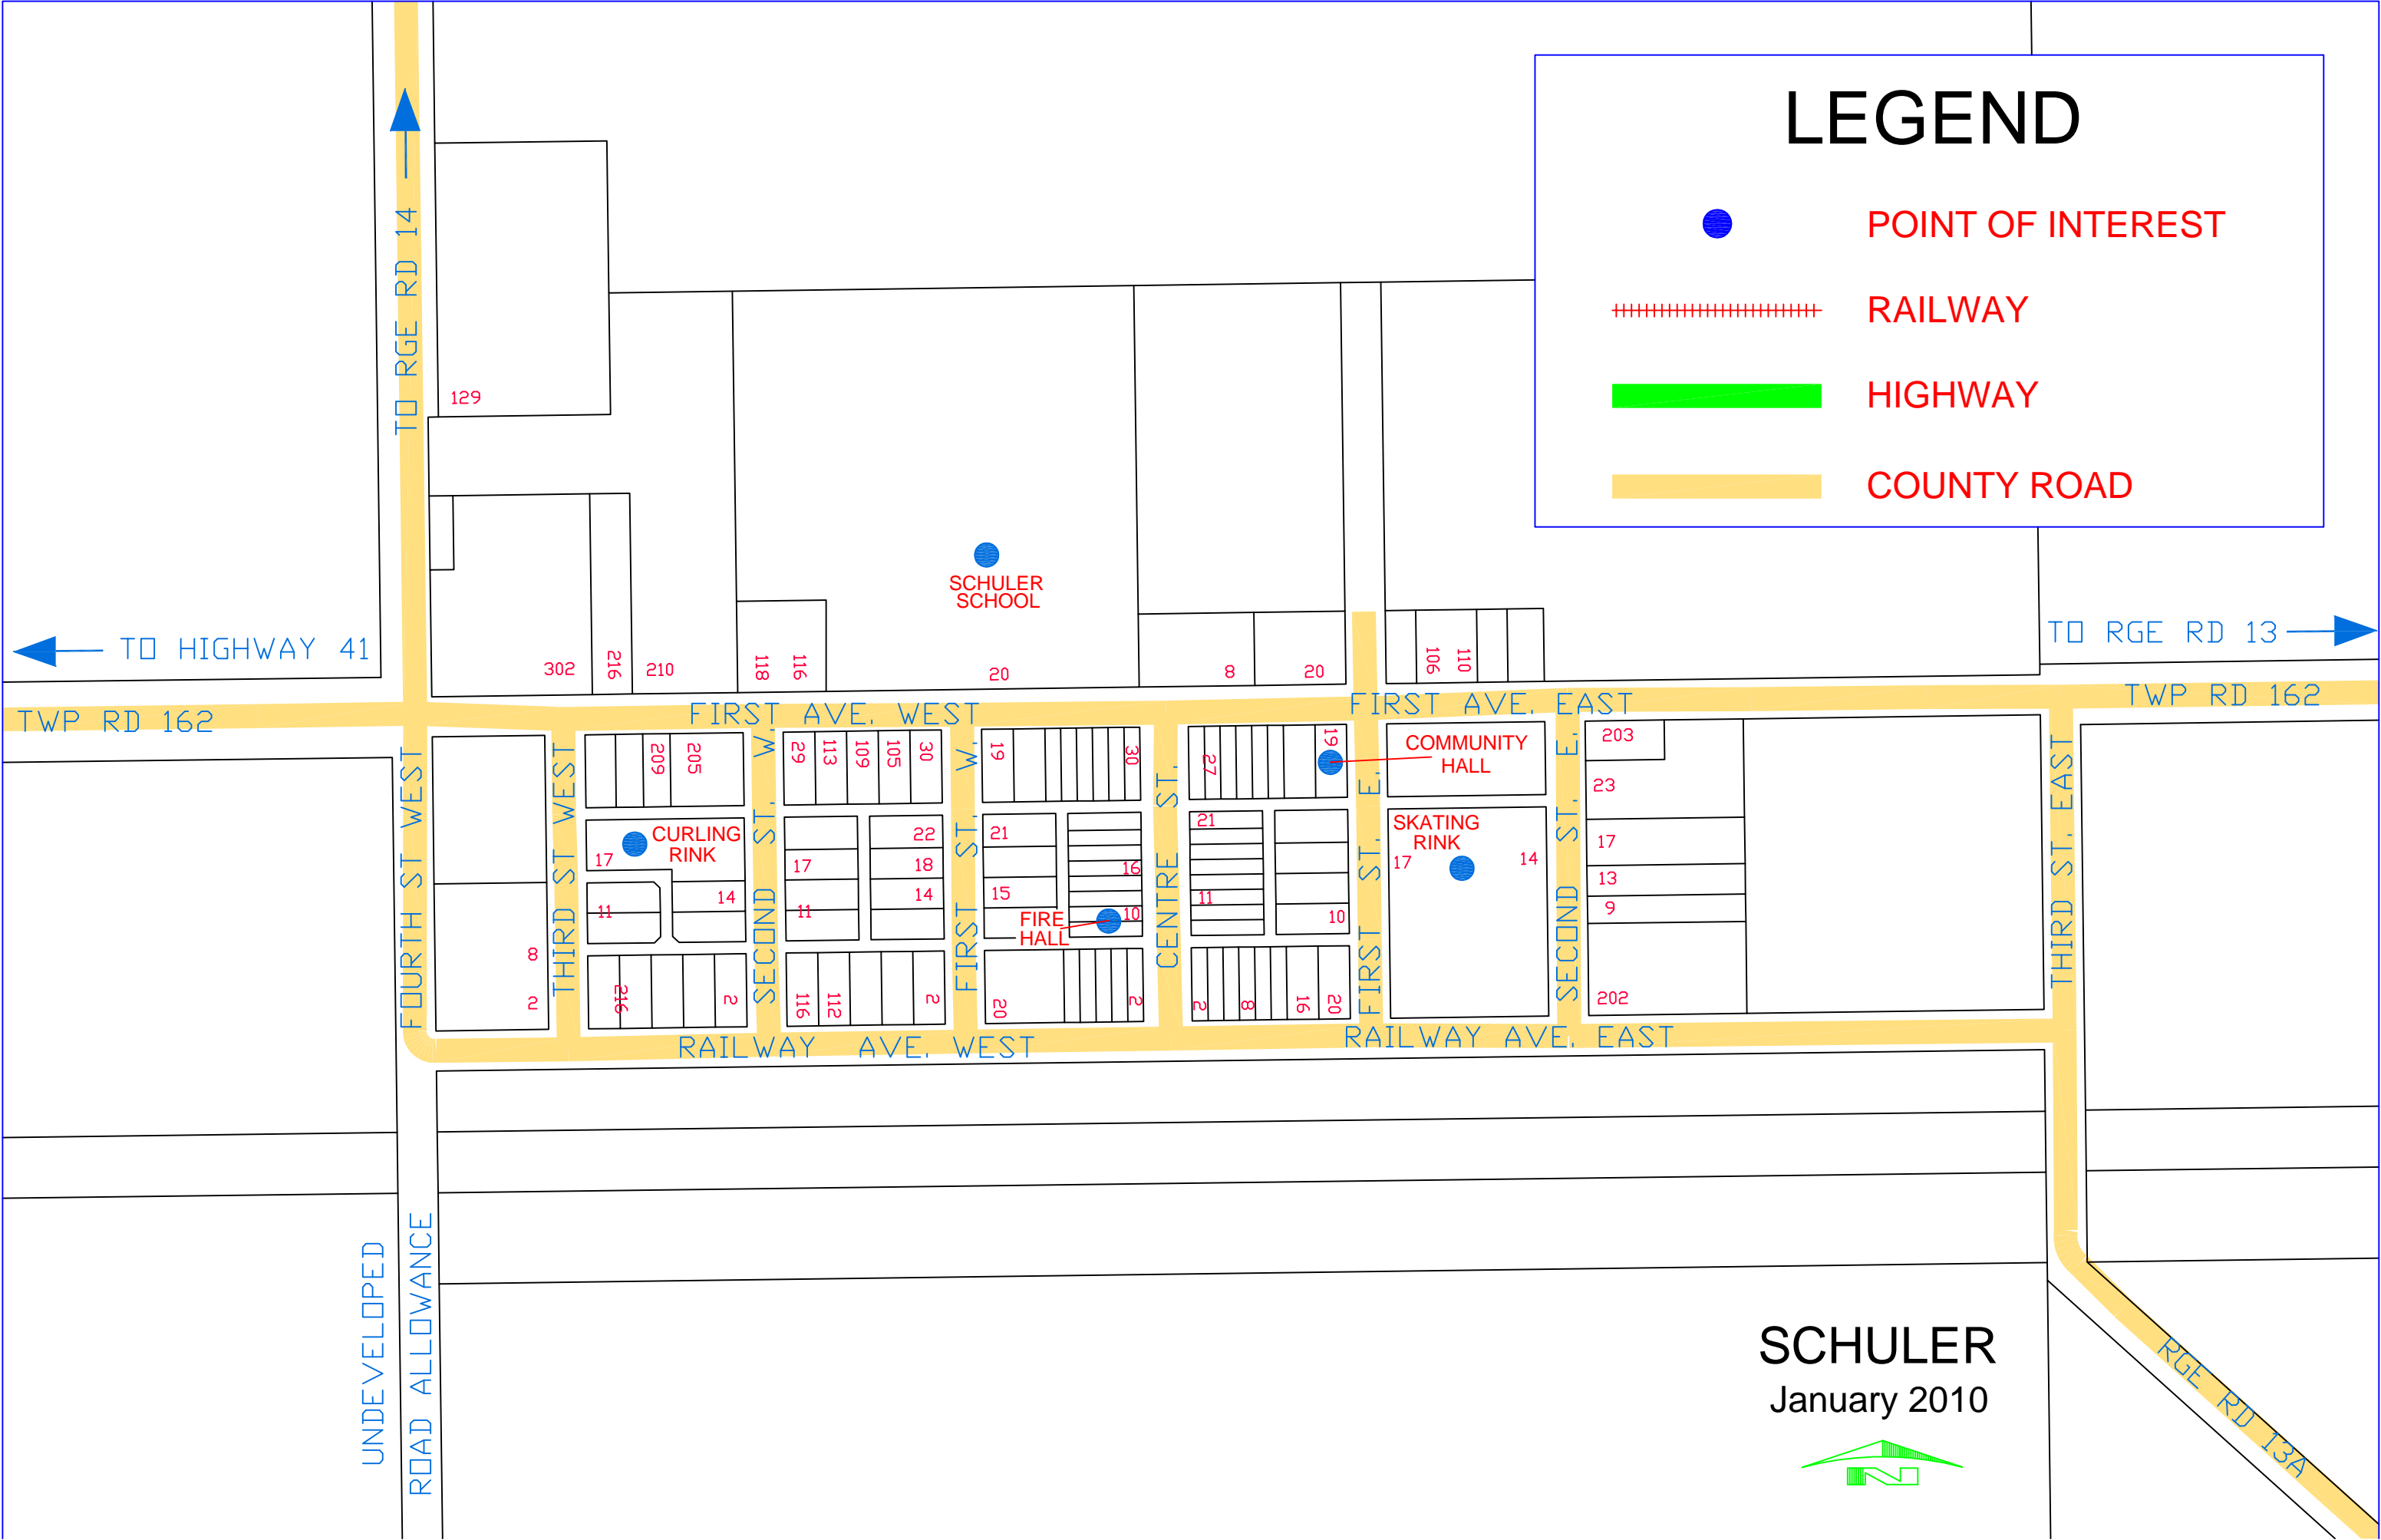 LEGEND
POINT OF INTEREST
RAILWAY
HIGHWAY
COUNTY ROAD
TO RGE RD 14
129
SCHULER
SCHOOL
TO HIGHWAY 41
TO RGE RD 13
302
216
210
118
116
20
8
20
106
110
TWP RD 162
FIRST AVE. WEST
FIRST AVE. EAST
TWP RD 162
FOURTH ST WEST
THIRD ST WEST
SECOND ST. W.
FIRST ST. W.
CENTRE ST.
FIRST ST. E.
SECOND ST. E.
THIRD ST. EAST
209
205
29
113
109
105
30
19
30
27
19
COMMUNITY
HALL
203
23
CURLING
RINK
17
22
21
21
SKATING
RINK
17
14
17
17
18
16
13
14
11
11
14
15
11
9
FIRE
HALL
10
10
8
2
216
2
116
112
2
20
2
2
8
16
20
202
RAILWAY AVE. WEST
RAILWAY AVE. EAST
UNDEVELOPED
ROAD ALLOWANCE
SCHULER
January 2010
N
RGE RD 13A